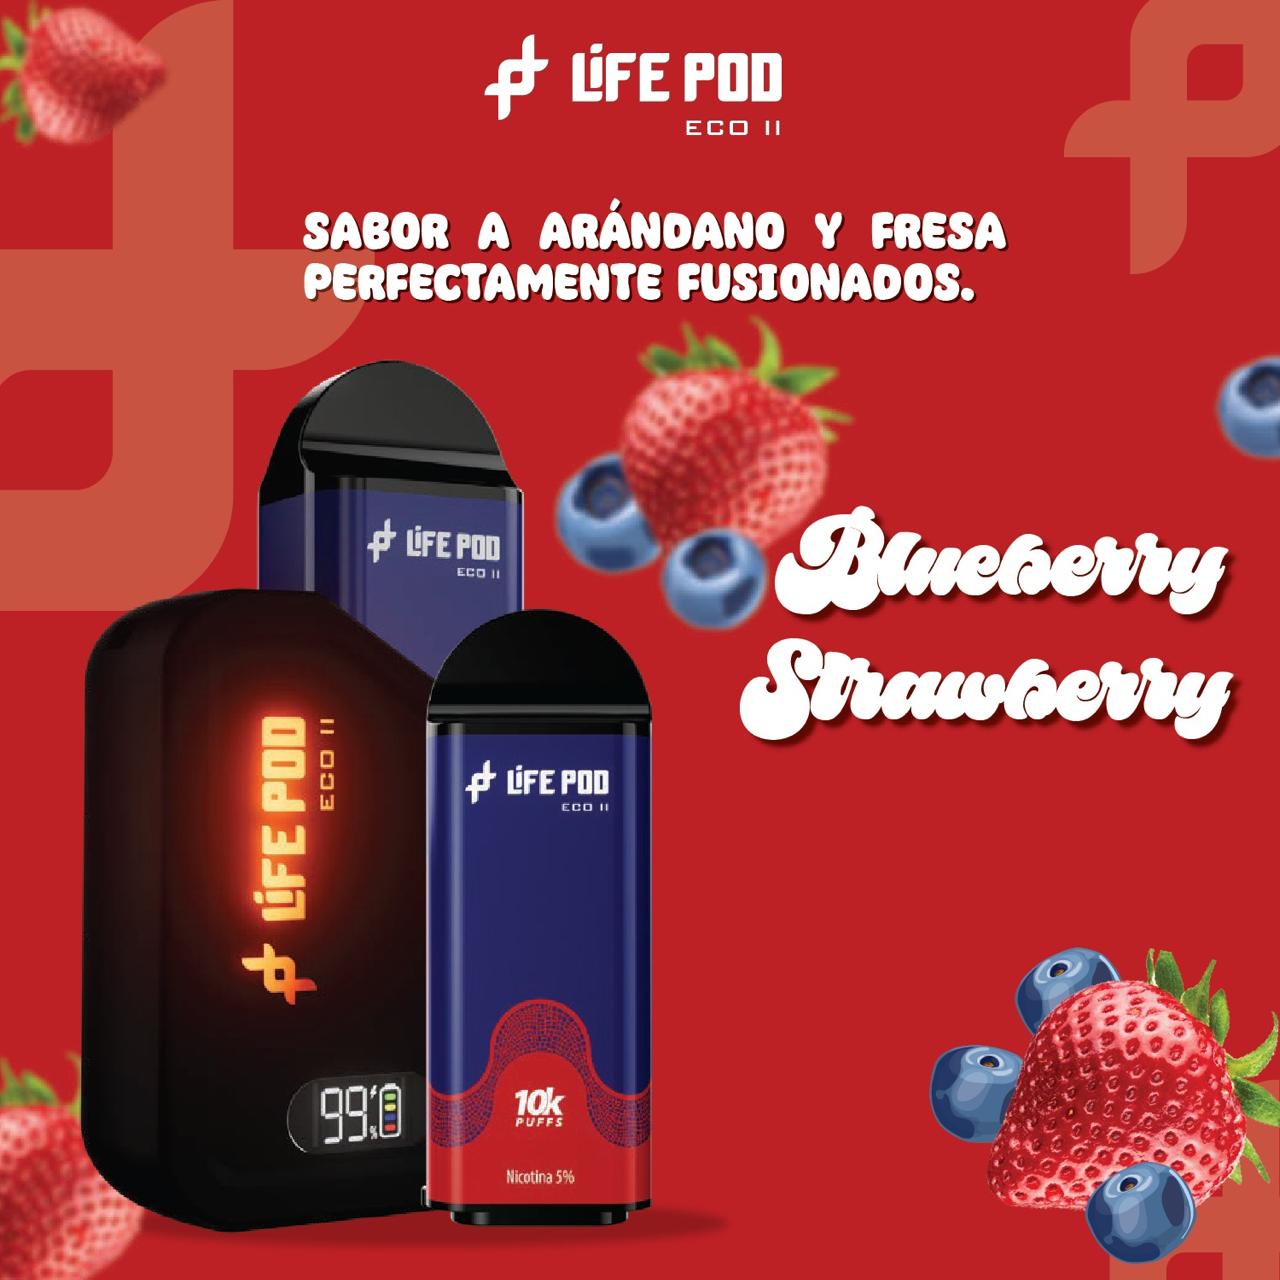 LiFE POD
ECO II
SABOR A ARÁNDANO Y FRESA
PERFECTAMENTE FUSIONADOS.
LiFE POD
ECO II
Blueberry
Strawberry
LiFE POD
ECO II
LiFE POD
ECO II
99%
10k
PUFFS
Nicotina 5%